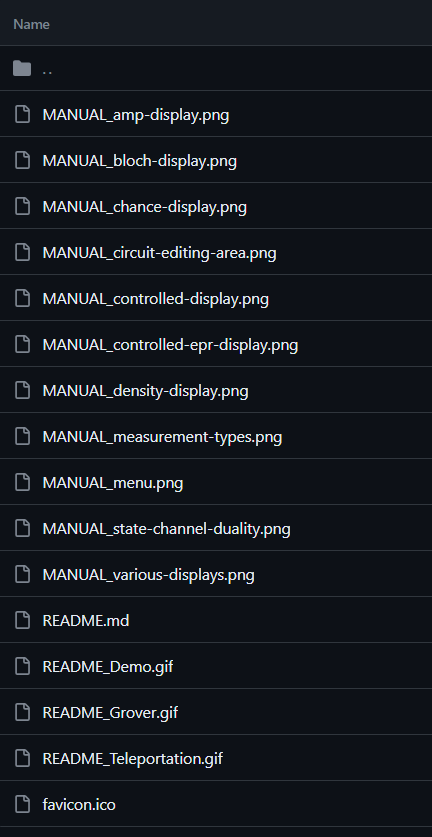 Name
..
MANUAL_amp-display.png
MANUAL_bloch-display.png
MANUAL_chance-display.png
MANUAL_circuit-editing-area.png
MANUAL_controlled-display.png
MANUAL_controlled-epr-display.png
MANUAL_density-display.png
MANUAL_measurement-types.png
MANUAL_menu.png
MANUAL_state-channel-duality.png
MANUAL_various-displays.png
README.md
README_Demo.gif
README_Grover.gif
README_Teleportation.gif
favicon.ico